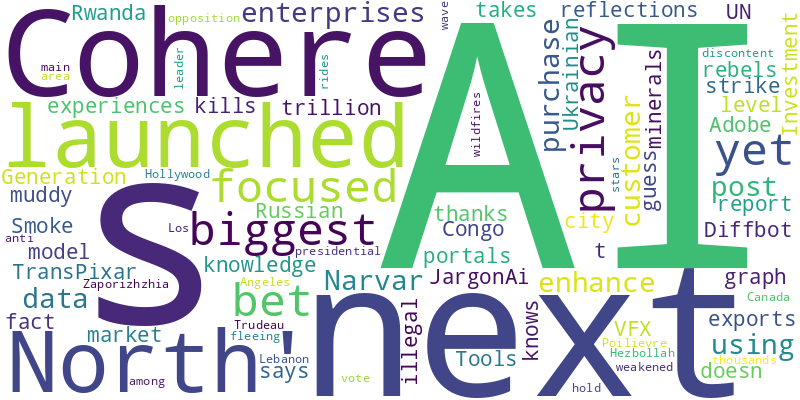 Rwanda
opposition
enterprises
wave
takes
reflections
UN
Cohere
AI
main
area
leader
rides
purchase
Ukrainian
privacy
minerals
discontent
rebels
Investment
experiences
kills
trillion
wildfires
customer
strike
level
Adobe
launched
guess
yet
Generation
Hollywood
focused
stars
post
muddy
S
Russian
thanks
city
report
Smoke
Los
biggest
Congo
Diffbot
anti
presidential
t
model
knowledge
portals
TransPixar
JargonAi
graph
Zaporizhzhia
Angeles
Narvar
enhance
data
bet
next
illegal
knows
Canada
fact
Trudeau
VFX
exports
North'
market
fleeing
Poilievre
using
Hezbollah
says
Lebanon
Tools
weakened
thousands
doesn
among
vote
hold